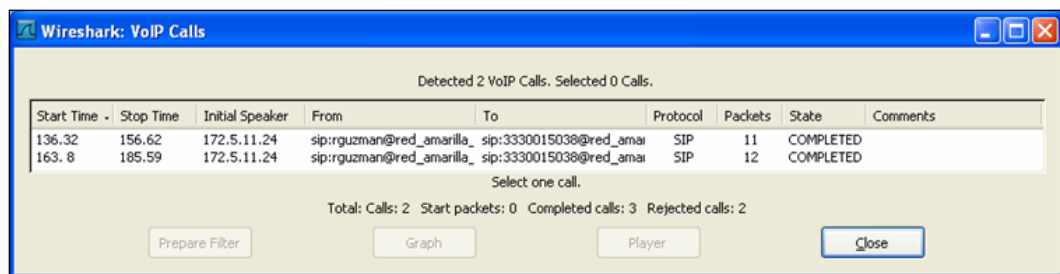 Wireshark: VoIP Calls
Detected 2 VoIP Calls. Selected 0 Calls.
Start Time Stop Time Initial Speaker From To Protocol Packets State Comments
136.32 156.62 172.5.11.24 sip:rguzman@red_amarilla_ sip:3330015038@red_amar SIP 11 COMPLETED
163. 8 185.59 172.5.11.24 sip:rguzman@red_amarilla_ sip:3330015038@red_amar SIP 12 COMPLETED
Select one call.
Total: Calls: 2 Start packets: 0 Completed calls: 3 Rejected calls: 2
Prepare Filter Graph Player Close